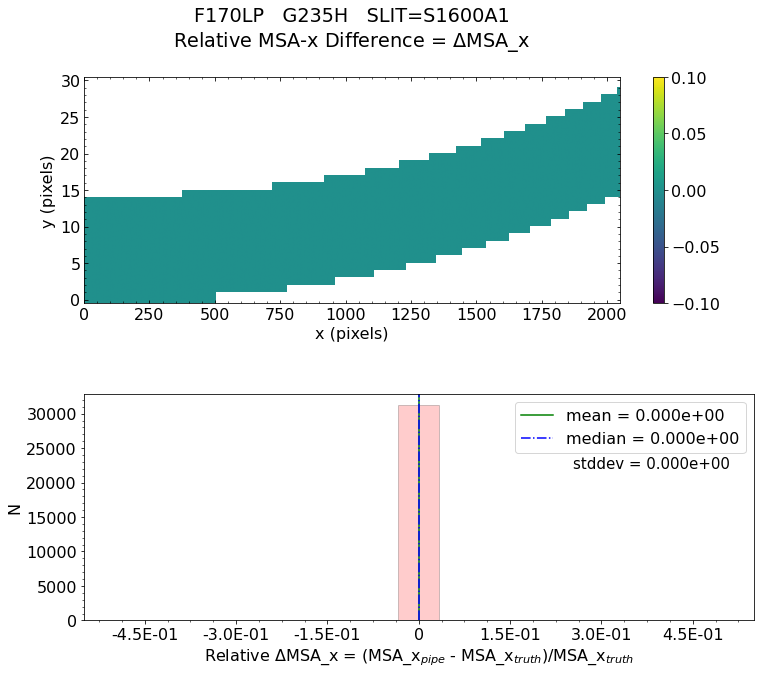 F170LP G235H SLIT=S1600A1
Relative MSA-x Difference = ΔMSA_x
30
25
20
15
10
5
0
y (pixels)
0 250 500 750 1000 1250 1500 1750 2000
x (pixels)
0.10
0.05
0.00
−0.05
−0.10
30000
25000
20000
15000
10000
5000
0
N
mean = 0.000e+00
median = 0.000e+00
stddev = 0.000e+00
-4.5E-01 -3.0E-01 -1.5E-01 0 1.5E-01 3.0E-01 4.5E-01
Relative ΔMSA_x = (MSA_x_pipe - MSA_x_truth)/MSA_x_truth